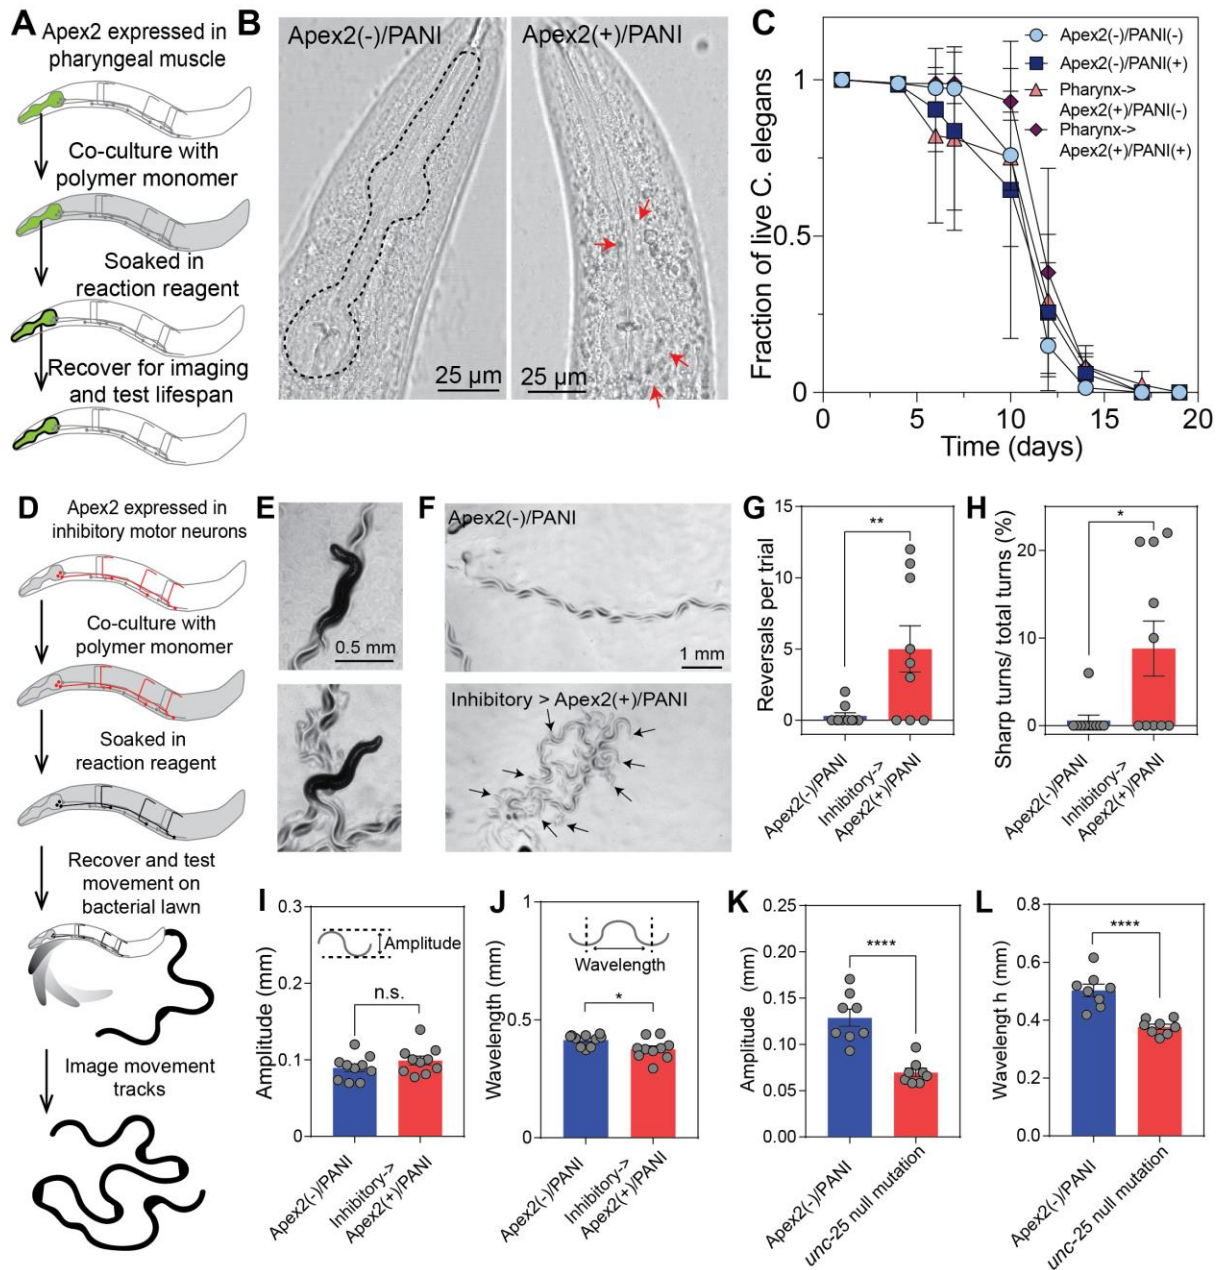 A
Apex2 expressed in
pharyngeal muscle
Co-culture with
polymer monomer
Soaked in
reaction reagent
Recover for imaging
and test lifespan
B
Apex2(-)/PANI
25 µm
Apex2(+)/PANI
25 µm
C
Fraction of live C. elegans
1
0.5
0
0
5
10
15
20
Time (days)
Apex2(-)/PANI(-)
Apex2(-)/PANI(+)
Pharynx->
Apex2(+)/PANI(-)
Pharynx->
Apex2(+)/PANI(+)
D
Apex2 expressed in
inhibitory motor neurons
Co-culture with
polymer monomer
Soaked in
reaction reagent
Recover and test
movement on
bacterial lawn
Image movement
tracks
E
0.5 mm
F
Apex2(-)/PANI
1 mm
Inhibitory > Apex2(+)/PANI
G
Reversals per trial
15
10
5
0
**
Apex2(-)/PANI
Inhibitory->
Apex2(+)/PANI
H
Sharp turns/ total turns (%)
20
10
0
*
Apex2(-)/PANI
Inhibitory->
Apex2(+)/PANI
I
Amplitude (mm)
0.3
0.2
0.1
0
Amplitude
n.s.
Apex2(-)/PANI
Inhibitory->
Apex2(+)/PANI
J
Wavelength (mm)
1
0.5
0
Wavelength
*
Apex2(-)/PANI
Inhibitory->
Apex2(+)/PANI
K
Amplitude (mm)
0.25
0.20
0.15
0.10
0.05
0.00
****
Apex2(-)/PANI
unc-25 null mutation
L
Wavelengt h (mm)
0.8
0.6
0.4
0.2
0.0
****
Apex2(-)/PANI
unc-25 null mutation